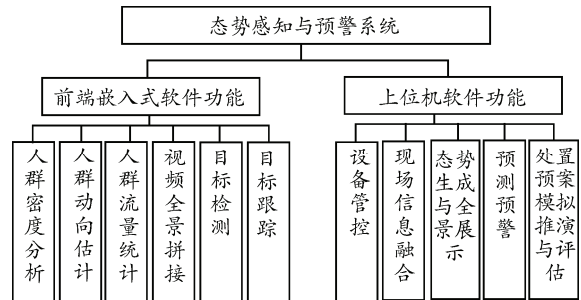 态势感知与预警系统
前端嵌入式软件功能
上位机软件功能
人群密度分析
人群动向估计
人群流量统计
视频全景拼接
目标检测
目标跟踪
设备管控
现场信息融合
态势生成与全景展示
预测预警
处置预案模拟推演与评估